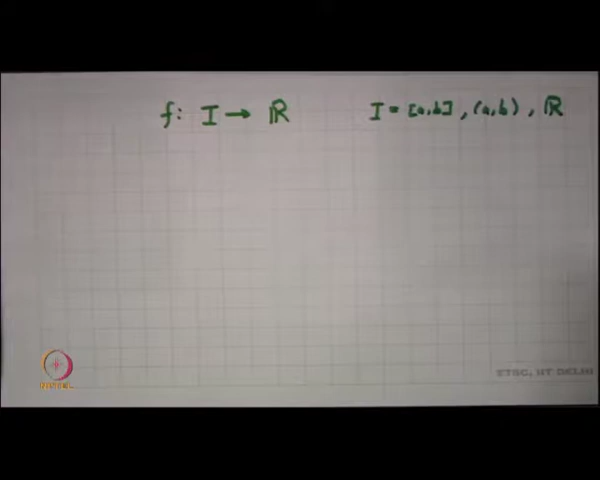 f: I → ℝ I = [a,b], (a,b), ℝ
ETSC, IIT DELHI